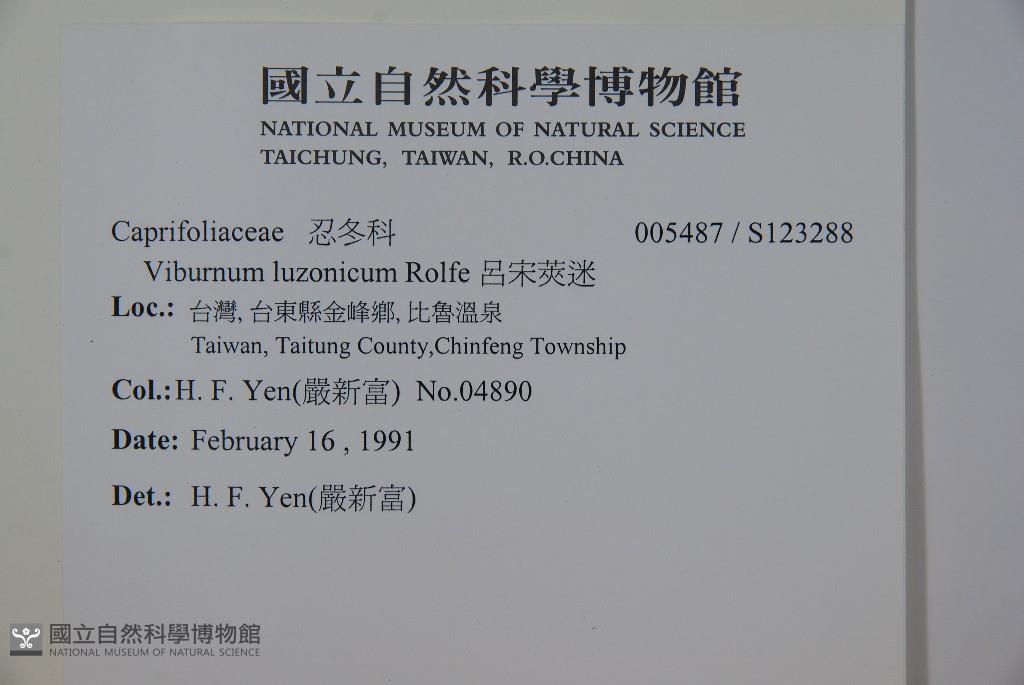 國立自然科學博物館
NATIONAL MUSEUM OF NATURAL SCIENCE
TAICHUNG, TAIWAN, R.O.CHINA
Caprifoliaceae 忍冬科 005487 / S123288
Viburnum luzonicum Rolfe 呂宋莢迷
Loc.: 台灣, 台東縣金峰鄉, 比魯溫泉
Taiwan, Taitung County,Chinfeng Township
Col.: H. F. Yen(嚴新富) No.04890
Date: February 16 , 1991
Det.: H. F. Yen(嚴新富)
國立自然科學博物館
NATIONAL MUSEUM OF NATURAL SCIENCE